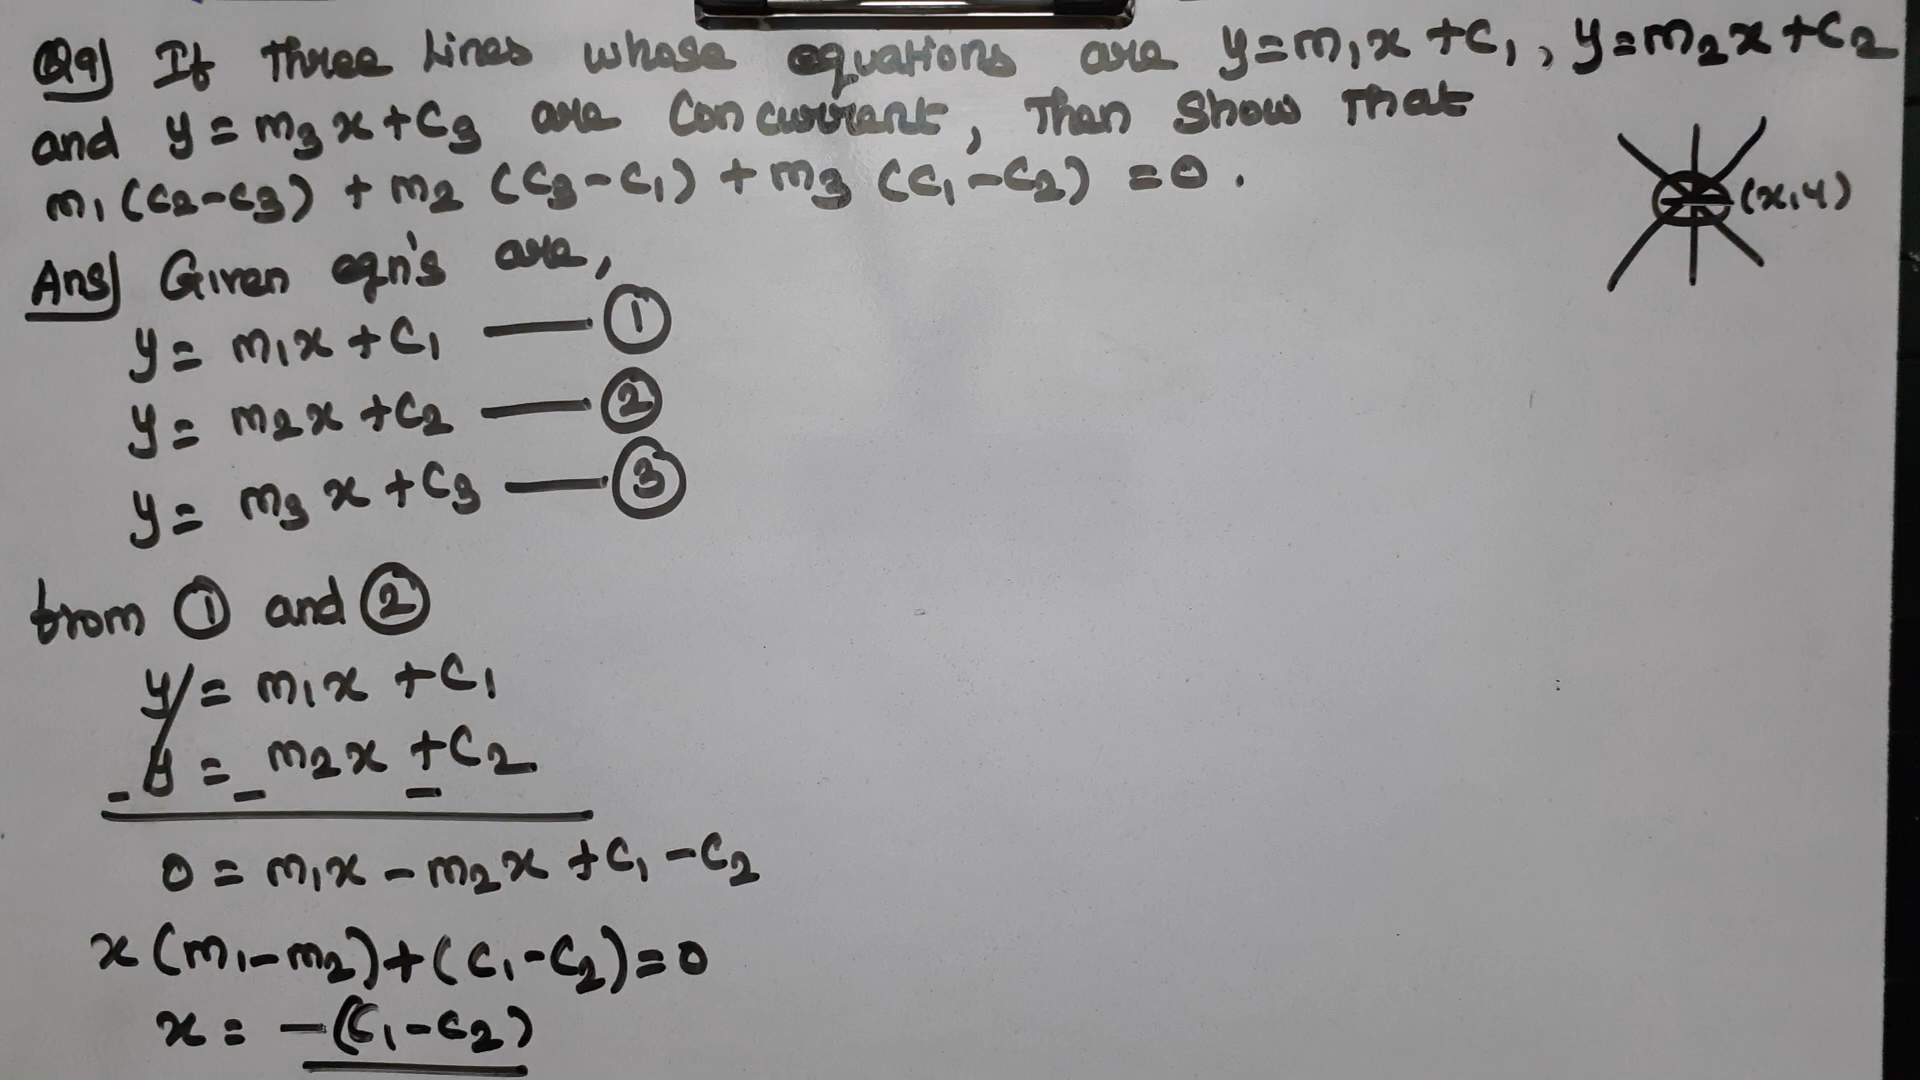 Q9) If Three lines whose equations are y=m₁x+c₁, y=m₂x+c₂
and y=m₃x+c₃ are concurrent, Then show that
m₁(c₂-c₃) + m₂(c₃-c₁) + m₃(c₁-c₂) =0.
(x,y)
Ans) Given eqn's are,
y= m₁x+c₁ —— ①
y= m₂x+c₂ —— ②
y= m₃x+c₃ —— ③
from ① and ②
y = m₁x+c₁
y = m₂x+c₂
- - -
0 = m₁x-m₂x+c₁-c₂
x(m₁-m₂)+(c₁-c₂)=0
x= -(c₁-c₂)